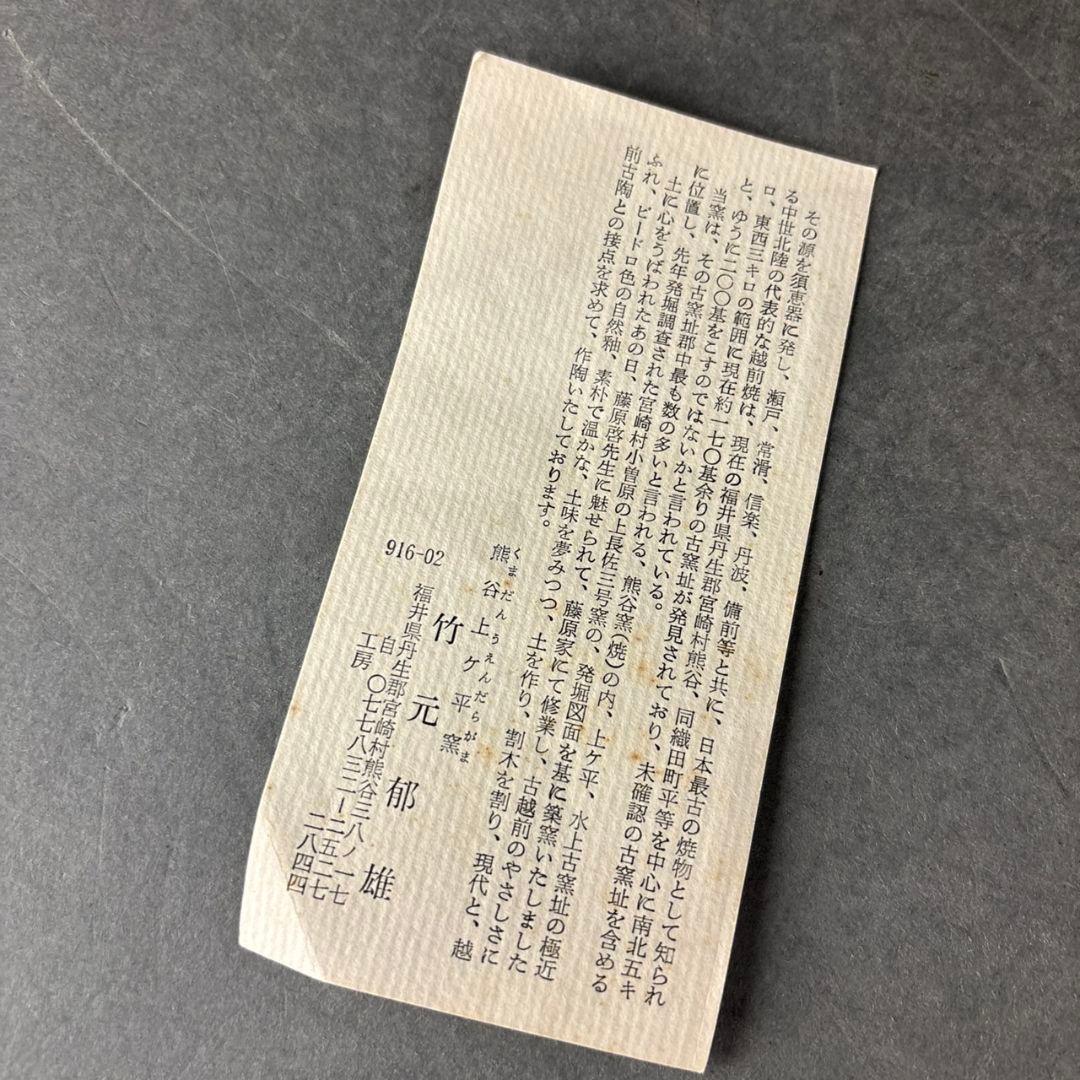 その源を須恵器に発し、瀬戸、常滑、信楽、丹波、備前等と共に、日本最古の焼物として知られ
る中世北陸の代表的な越前焼は、現在の福井県丹生郡宮崎村熊谷、同織田町平等を中心に南北五キ
ロ、東西三キロの範囲に現在約一七〇基余りの古窯址が発見されており、未確認の古窯址を含める
と、ゆうに二〇〇基をこすのではないかと言われている。
当窯は、その古窯址郡中最も数の多いと言われる、熊谷窯(焼)の内、上ケ平、水上古窯址の極近
に位置し、先年発堀調査された宮崎村小曽原の上長佐三号窯の、発堀図面を基に築窯いたしました
土に心をうばわれたあの日、藤原啓先生に魅せられて、藤原家にて修業し、古越前のやさしさに
ふれ、ビードロ色の自然釉、素朴で温かな、土味を夢みつつ、土を作り、割木を割り、現代と、越
前古陶との接点を求めて、作陶いたしております。
くまだんうえんだらがま
熊谷上ケ平窯
竹元郁雄
916-02
福井県丹生郡宮崎村熊谷三八ノ一七
自 〇七七八三二ー二五二七
工房 二八四四